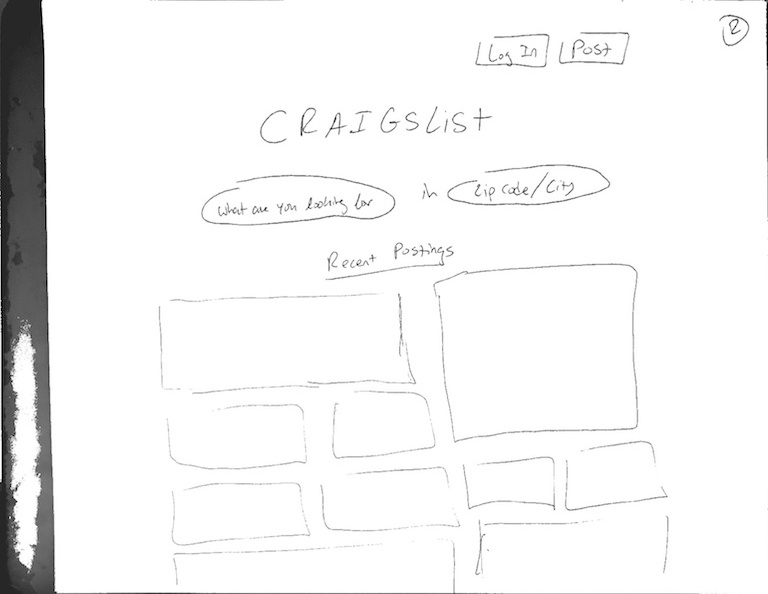 2
Log In Post
CRAIGSLiST
What are you looking for in Zip code/City
Recent Postings